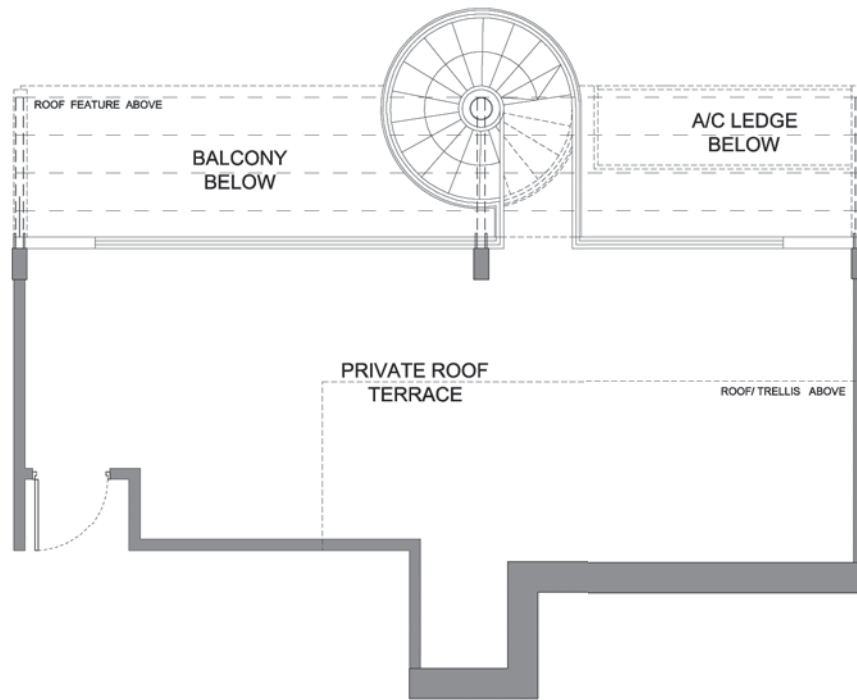 ROOF FEATURE ABOVE
BALCONY
BELOW
A/C LEDGE
BELOW
PRIVATE ROOF
TERRACE
ROOF/ TRELLIS ABOVE